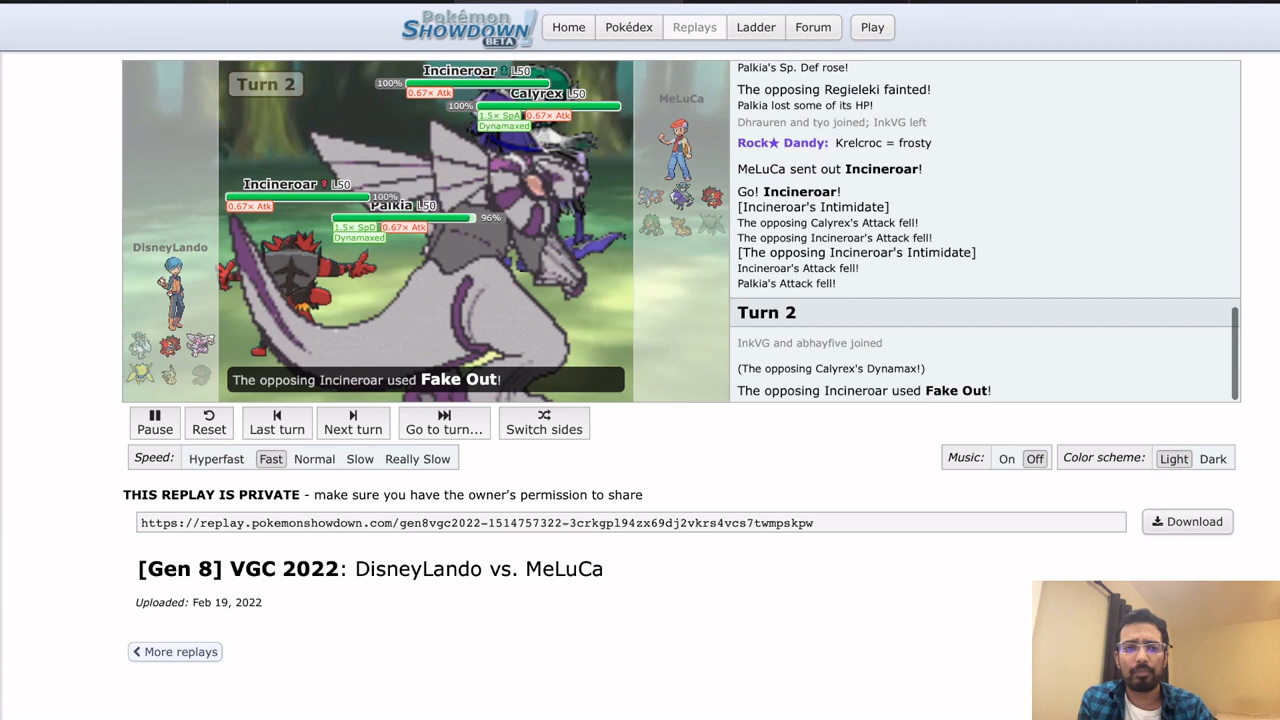 Pokémon
SHOWDOWN!
BETA
Home
Pokédex
Replays
Ladder
Forum
Play
Turn 2
Incineroar ♂ L50
100%
0.67× Atk
Calyrex L50
100%
1.5× SpA 0.67× Atk
Dynamaxed
Incineroar ♀ L50
100%
0.67× Atk
Palkia L50
96%
1.5× SpD 0.67× Atk
Dynamaxed
DisneyLando
MeLuCa
The opposing Incineroar used Fake Out!
Palkia's Sp. Def rose!
The opposing Regieleki fainted!
Palkia lost some of its HP!
Dhrauren and tyo joined; InkVG left
Rock★ Dandy: Krelcroc = frosty
MeLuCa sent out Incineroar!
Go! Incineroar!
[Incineroar's Intimidate]
The opposing Calyrex's Attack fell!
The opposing Incineroar's Attack fell!
[The opposing Incineroar's Intimidate]
Incineroar's Attack fell!
Palkia's Attack fell!
Turn 2
InkVG and abhayfive joined
(The opposing Calyrex's Dynamax!)
The opposing Incineroar used Fake Out!
Pause
Reset
Last turn
Next turn
Go to turn...
Switch sides
Speed: Hyperfast Fast Normal Slow Really Slow
Music: On Off
Color scheme: Light Dark
THIS REPLAY IS PRIVATE - make sure you have the owner's permission to share
https://replay.pokemonshowdown.com/gen8vgc2022-1514757322-3crkgpl94zx69dj2vkrs4vcs7twmpskpw
Download
[Gen 8] VGC 2022: DisneyLando vs. MeLuCa
Uploaded: Feb 19, 2022
More replays